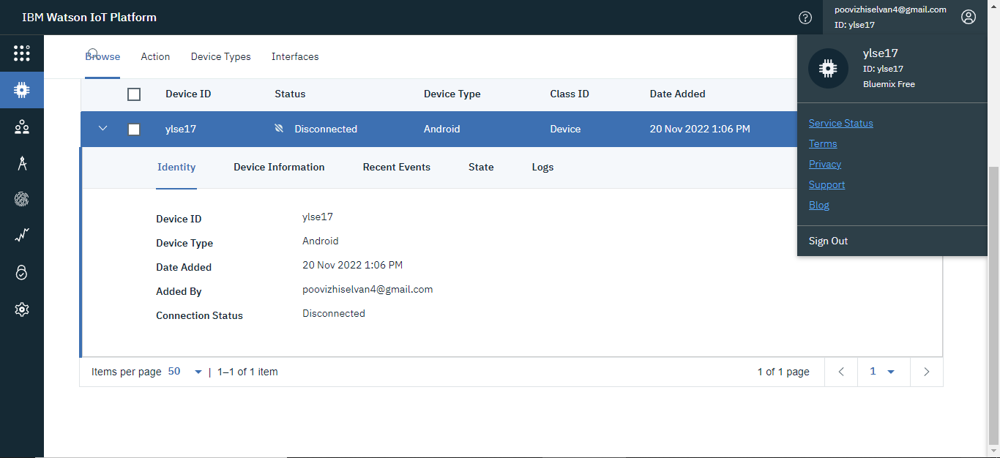 IBM Watson IoT Platform
poovizhiselvan4@gmail.com
ID: ylse17
ylse17
ID: ylse17
Bluemix Free
Service Status
Terms
Privacy
Support
Blog
Sign Out
Browse Action Device Types Interfaces
Device ID Status Device Type Class ID Date Added
ylse17 Disconnected Android Device 20 Nov 2022 1:06 PM
Identity Device Information Recent Events State Logs
Device ID ylse17
Device Type Android
Date Added 20 Nov 2022 1:06 PM
Added By poovizhiselvan4@gmail.com
Connection Status Disconnected
Items per page 50 | 1–1 of 1 item 1 of 1 page 1